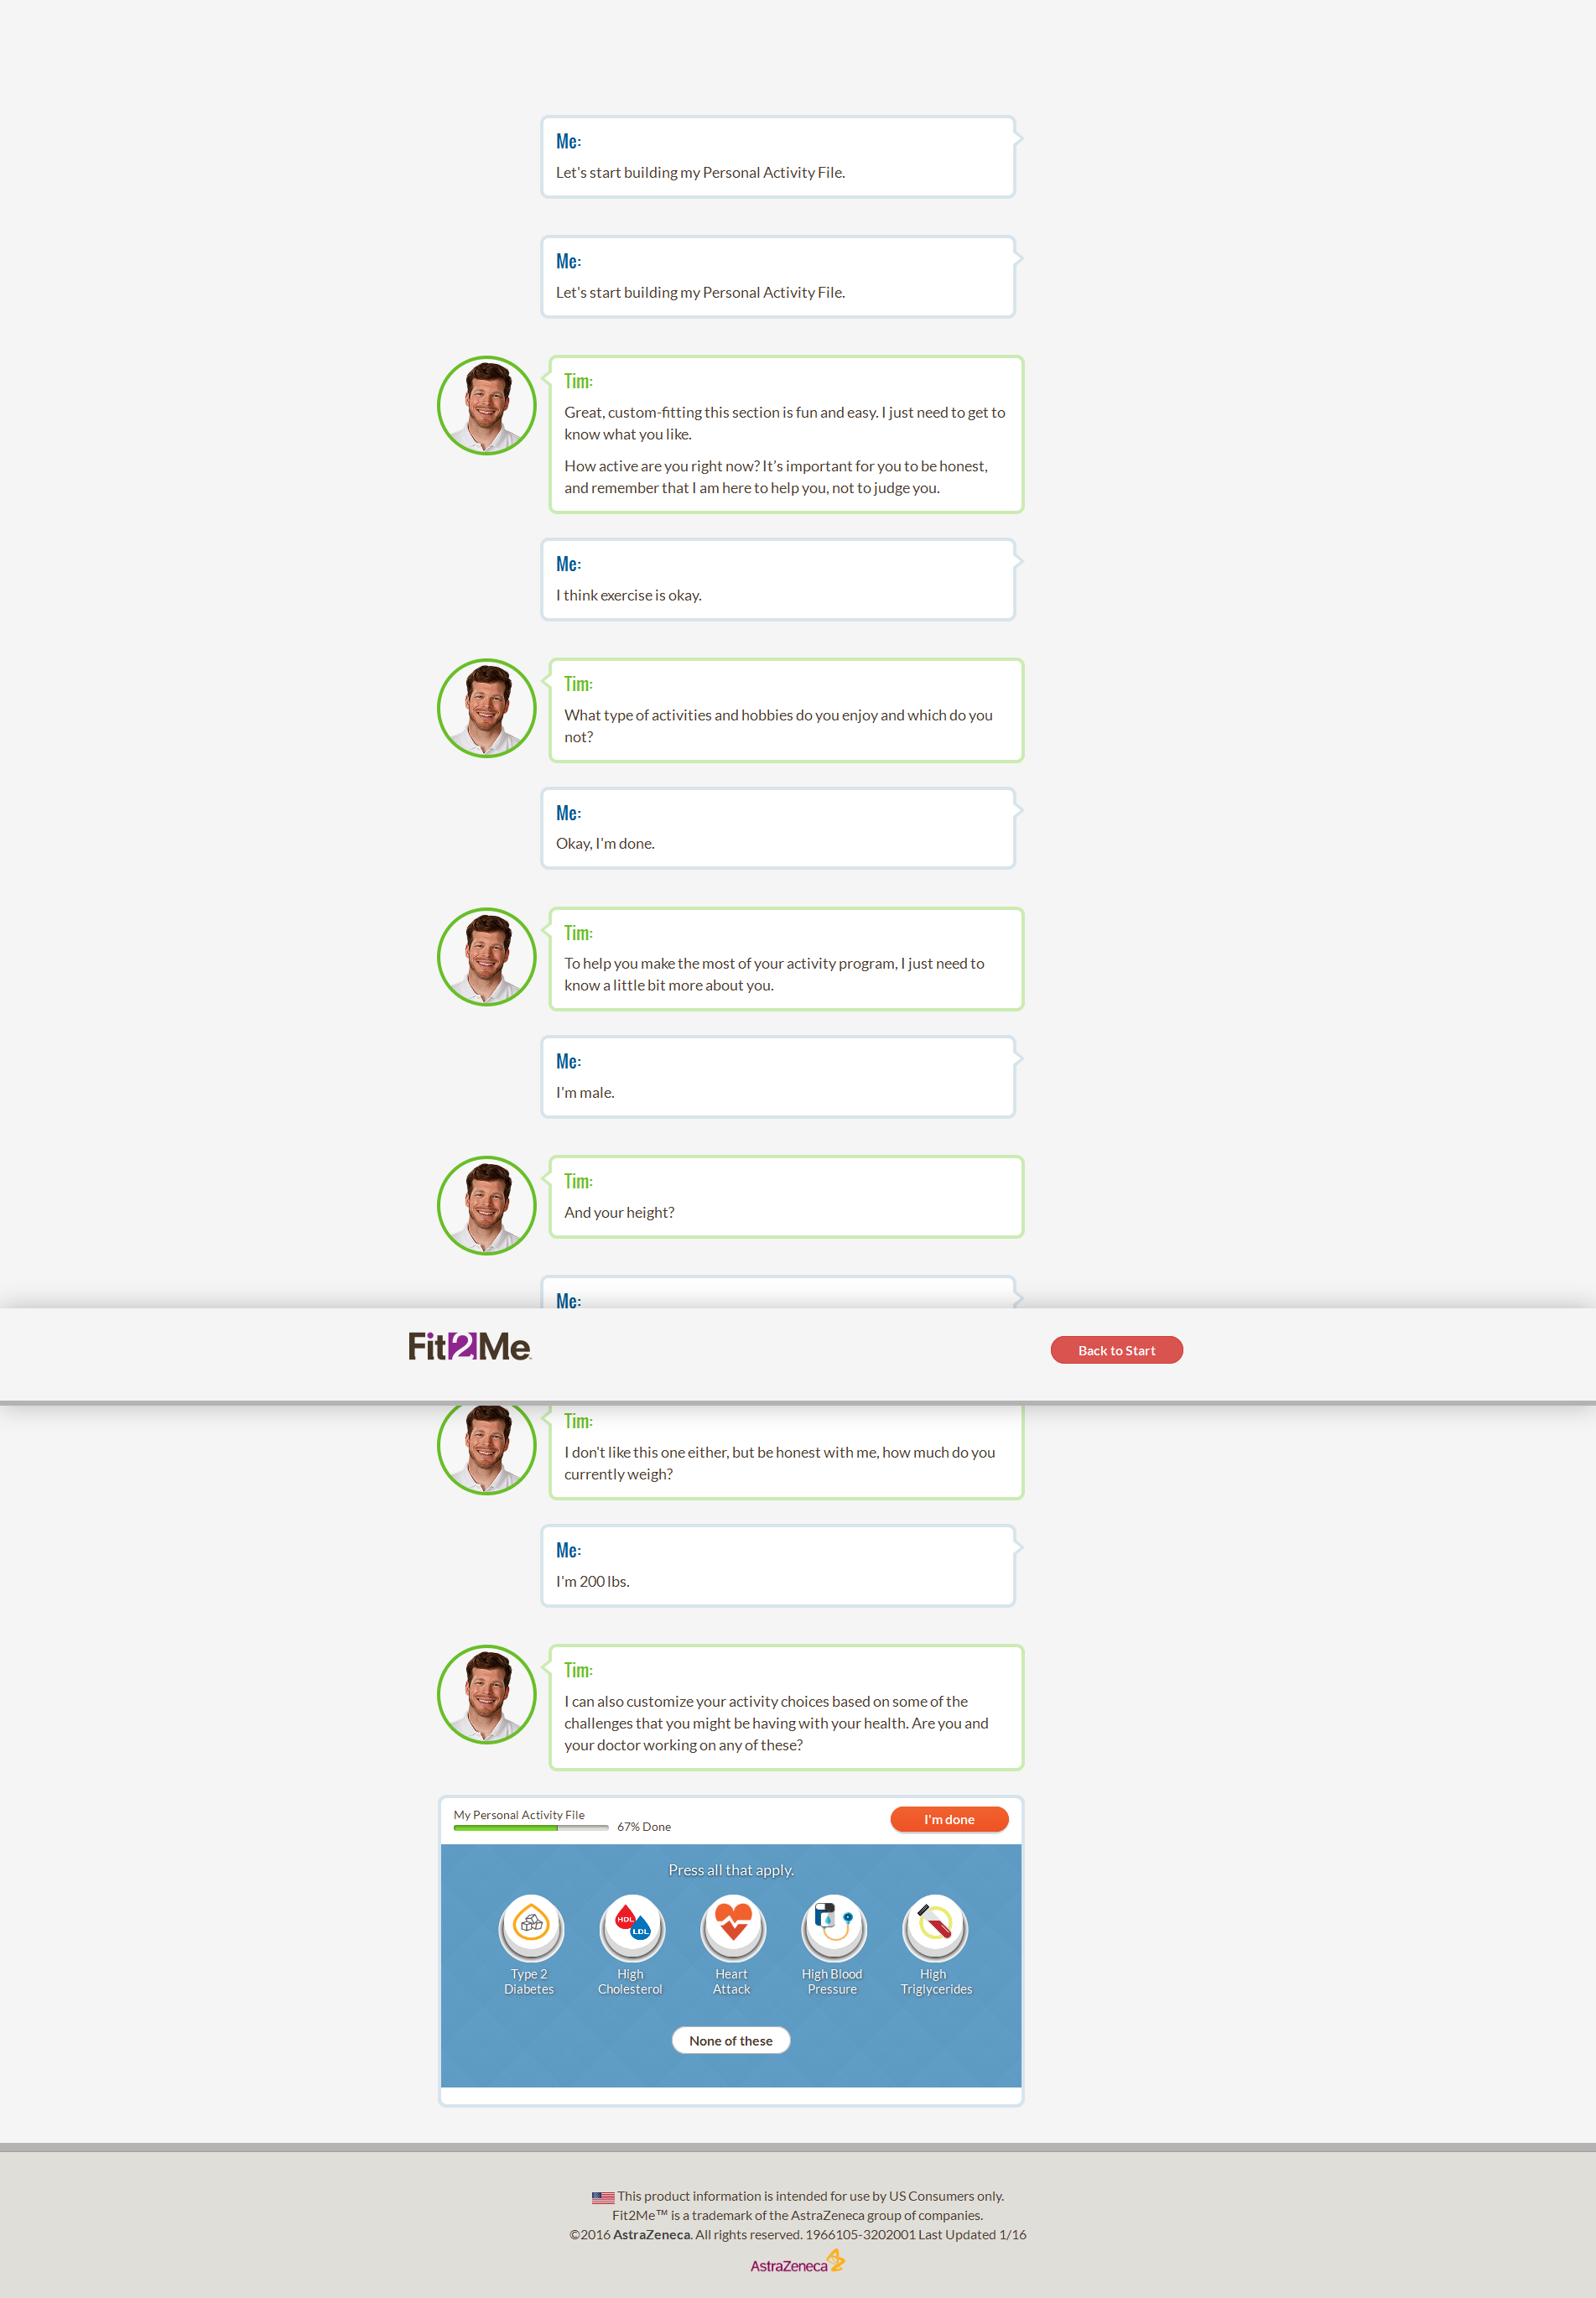 Me:
Let's start building my Personal Activity File.
Me:
Let's start building my Personal Activity File.
Tim:
Great, custom-fitting this section is fun and easy. I just need to get to
know what you like.
How active are you right now? It’s important for you to be honest,
and remember that I am here to help you, not to judge you.
Me:
I think exercise is okay.
Tim:
What type of activities and hobbies do you enjoy and which do you
not?
Me:
Okay, I'm done.
Tim:
To help you make the most of your activity program, I just need to
know a little bit more about you.
Me:
I'm male.
Tim:
And your height?
Me:
Fit2Me
Back to Start
Tim:
I don't like this one either, but be honest with me, how much do you
currently weigh?
Me:
I'm 200 lbs.
Tim:
I can also customize your activity choices based on some of the
challenges that you might be having with your health. Are you and
your doctor working on any of these?
My Personal Activity File
67% Done
I'm done
Press all that apply.
HDL
LDL
Type 2
Diabetes
High
Cholesterol
Heart
Attack
High Blood
Pressure
High
Triglycerides
None of these
This product information is intended for use by US Consumers only.
Fit2Me™ is a trademark of the AstraZeneca group of companies.
©2016 AstraZeneca. All rights reserved. 1966105-3202001 Last Updated 1/16
AstraZeneca